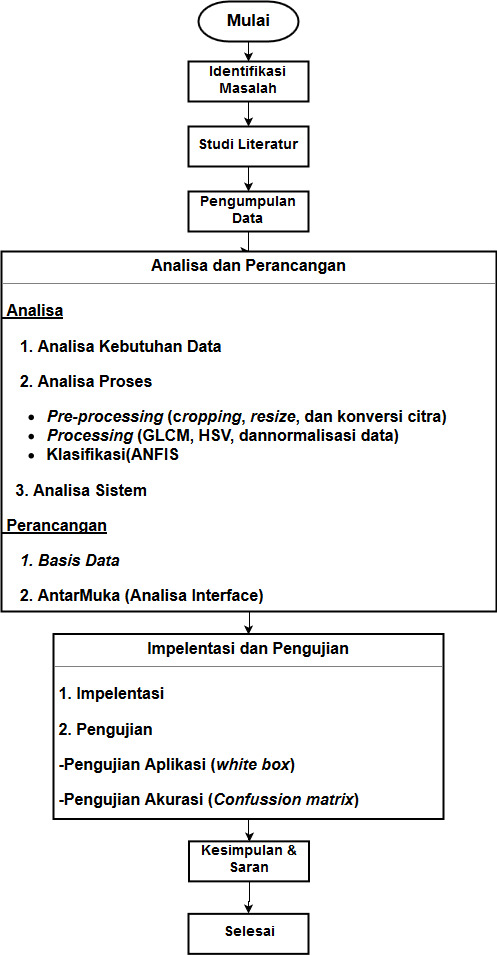 Mulai
Identifikasi
Masalah
Studi Literatur
Pengumpulan
Data
Analisa dan Perancangan
Analisa
1. Analisa Kebutuhan Data
2. Analisa Proses
• Pre-processing (cropping, resize, dan konversi citra)
• Processing (GLCM, HSV, dannormalisasi data)
• Klasifikasi(ANFIS
3. Analisa Sistem
Perancangan
1. Basis Data
2. AntarMuka (Analisa Interface)
Impelentasi dan Pengujian
1. Impelentasi
2. Pengujian
-Pengujian Aplikasi (white box)
-Pengujian Akurasi (Confussion matrix)
Kesimpulan &
Saran
Selesai